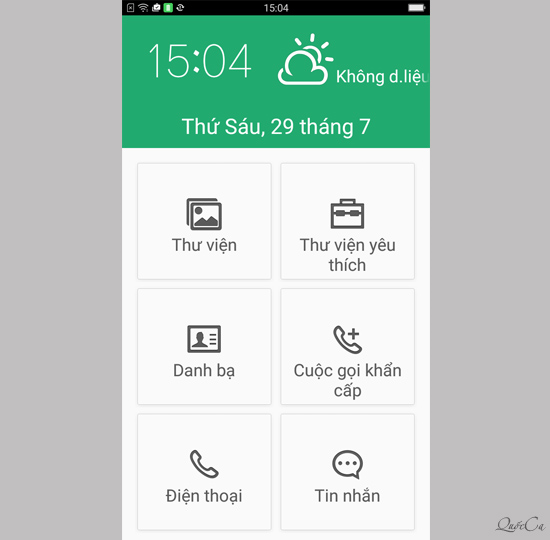 15:04
15:04
Không d.liệu
Thứ Sáu, 29 tháng 7
Thư viện
Thư viện yêu
thích
Danh bạ
Cuộc gọi khẩn
cấp
Điện thoại
Tin nhắn
QuốcCa